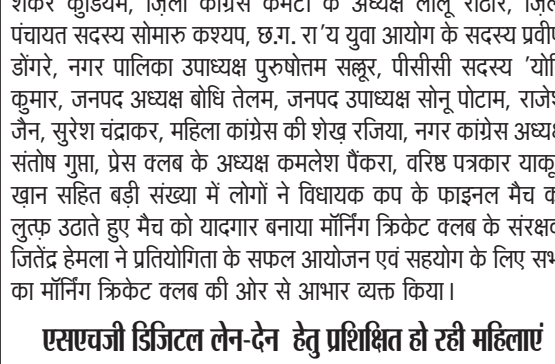 शंकर कुडियम, ज़िला कांग्रेस कमेटी के अध्यक्ष लालू राठौर, ज़िला
पंचायत सदस्य सोमारु कश्यप, छ.ग. रा’य युवा आयोग के सदस्य प्रवीण
डोंगरे, नगर पालिका उपाध्यक्ष पुरुषोत्तम सल्लूर, पीसीसी सदस्य ’योति
कुमार, जनपद अध्यक्ष बोधि तेलम, जनपद उपाध्यक्ष सोनू पोटाम, राजेश
जैन, सुरेश चंद्राकर, महिला कांग्रेस की शेख़ रजिया, नगर कांग्रेस अध्यक्ष
संतोष गुप्ता, प्रेस क्लब के अध्यक्ष कमलेश पैंकरा, वरिष्ठ पत्रकार याकूब
ख़ान सहित बड़ी संख्या में लोगों ने विधायक कप के फाइनल मैच का
लुत्फ़ उठाते हुए मैच को यादगार बनाया मॉर्निंग क्रिकेट क्लब के संरक्षक
जितेंद्र हेमला ने प्रतियोगिता के सफल आयोजन एवं सहयोग के लिए सभी
का मॉर्निंग क्रिकेट क्लब की ओर से आभार व्यक्त किया।
एसएचजी डिजिटल लेन-देन हेतु प्रशिक्षित हो रही महिलाएं